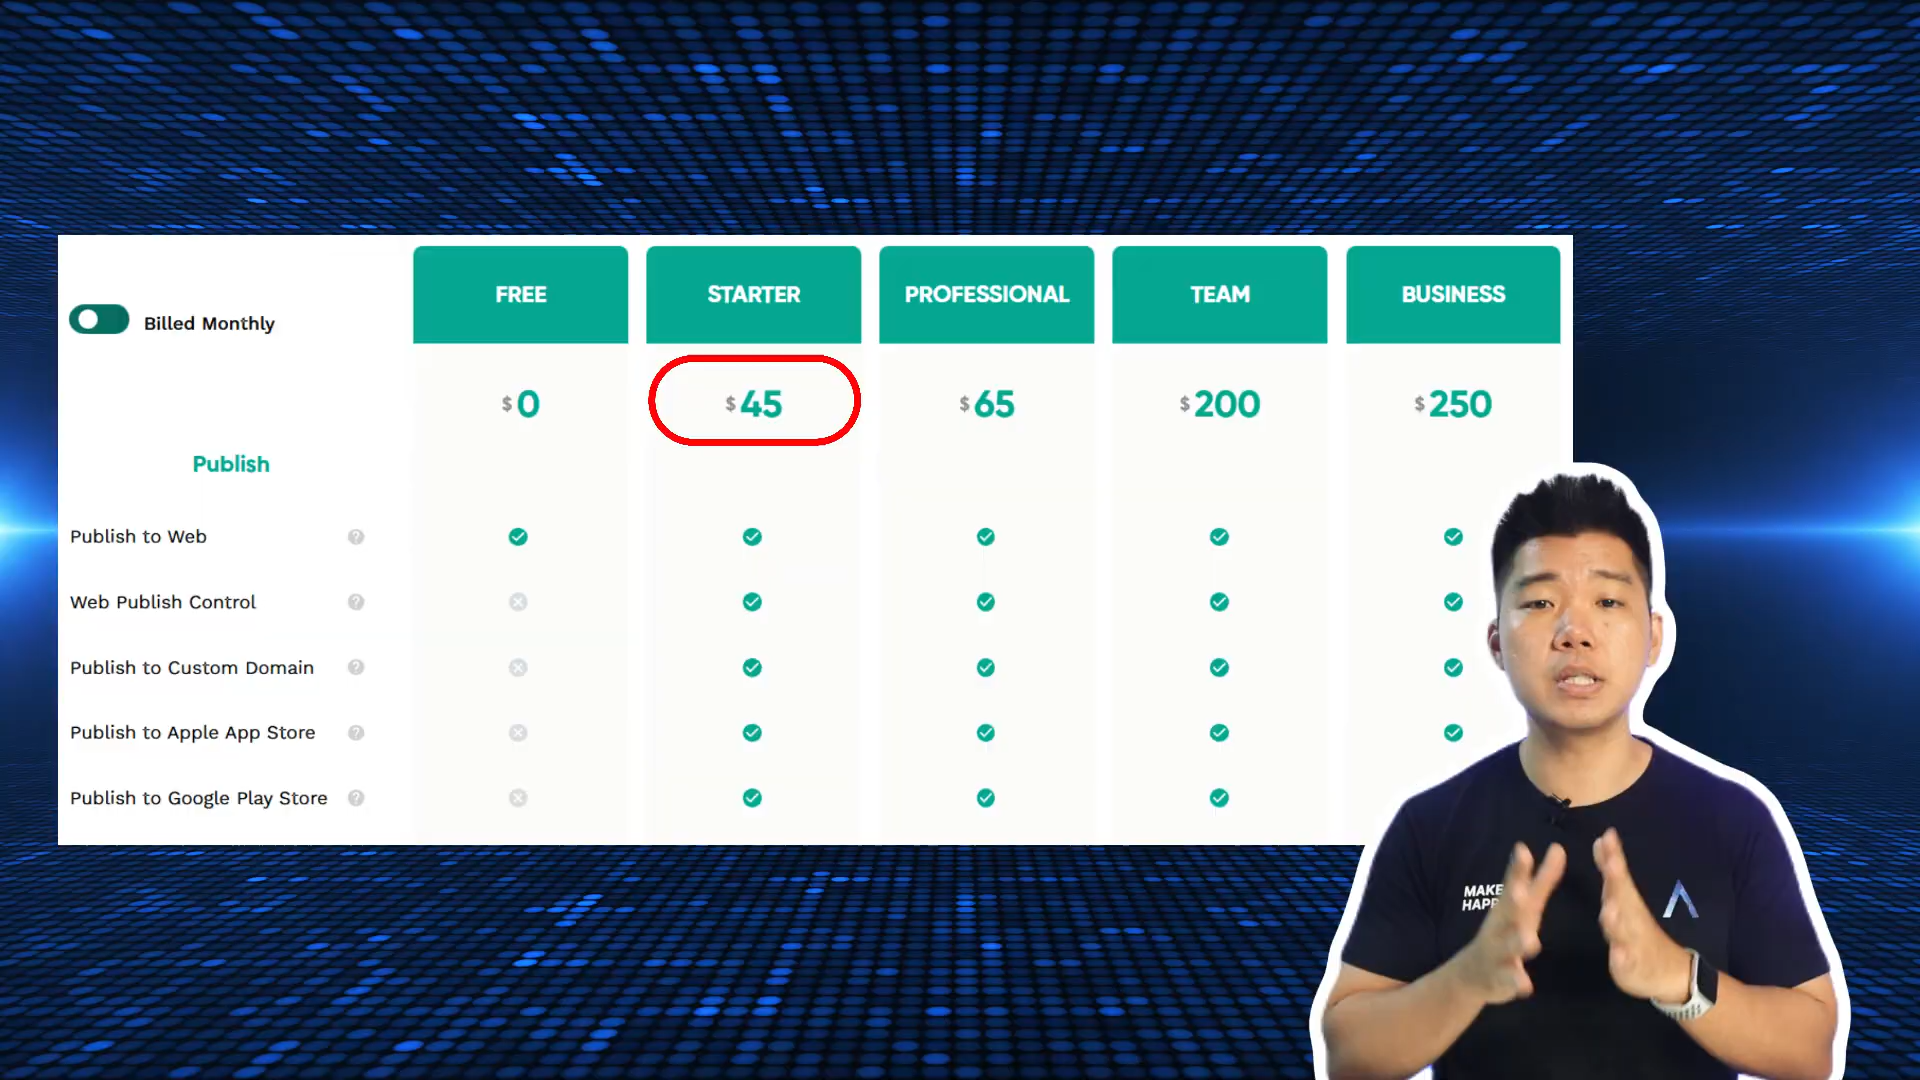 FREE
STARTER
PROFESSIONAL
TEAM
BUSINESS
Billed Monthly
$0
$45
$65
$200
$250
Publish
Publish to Web ?
Web Publish Control ?
Publish to Custom Domain ?
Publish to Apple App Store ?
Publish to Google Play Store ?
MAKE